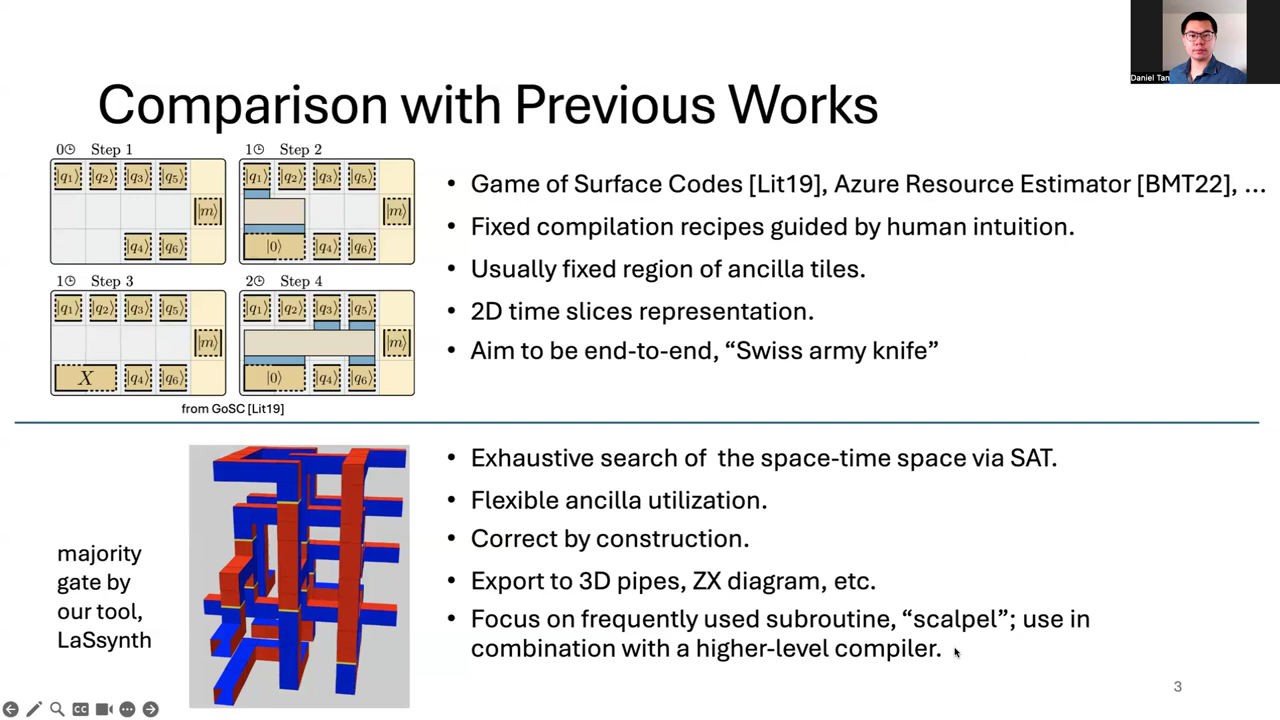 Daniel Tan
Comparison with Previous Works
0 Step 1
1 Step 2
|q₁⟩ |q₂⟩ |q₃⟩ |q₅⟩
|m⟩
|q₄⟩ |q₆⟩
|q₁⟩ |q₂⟩ |q₃⟩ |q₅⟩
|m⟩
|0⟩ |q₄⟩ |q₆⟩
1 Step 3
2 Step 4
|q₁⟩ |q₂⟩ |q₃⟩ |q₅⟩
|m⟩
X |q₄⟩ |q₆⟩
|q₁⟩ |q₂⟩ |q₃⟩ |q₅⟩
|m⟩
|0⟩ |q₄⟩ |q₆⟩
from GoSC [Lit19]
• Game of Surface Codes [Lit19], Azure Resource Estimator [BMT22], ...
• Fixed compilation recipes guided by human intuition.
• Usually fixed region of ancilla tiles.
• 2D time slices representation.
• Aim to be end-to-end, “Swiss army knife”
majority
gate by
our tool,
LaSsynth
• Exhaustive search of the space-time space via SAT.
• Flexible ancilla utilization.
• Correct by construction.
• Export to 3D pipes, ZX diagram, etc.
• Focus on frequently used subroutine, “scalpel”; use in
combination with a higher-level compiler.
3
CC